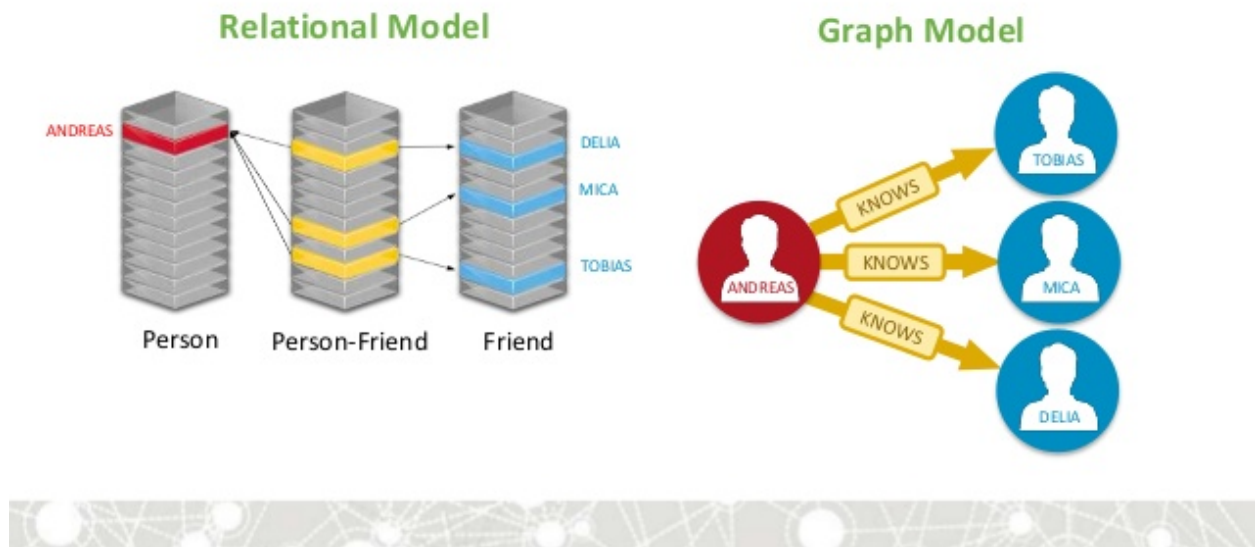 Relational Model
ANDREAS
DELIA
MICA
TOBIAS
Person
Person-Friend
Friend
Graph Model
TOBIAS
KNOWS
ANDREAS
KNOWS
MICA
KNOWS
DELIA